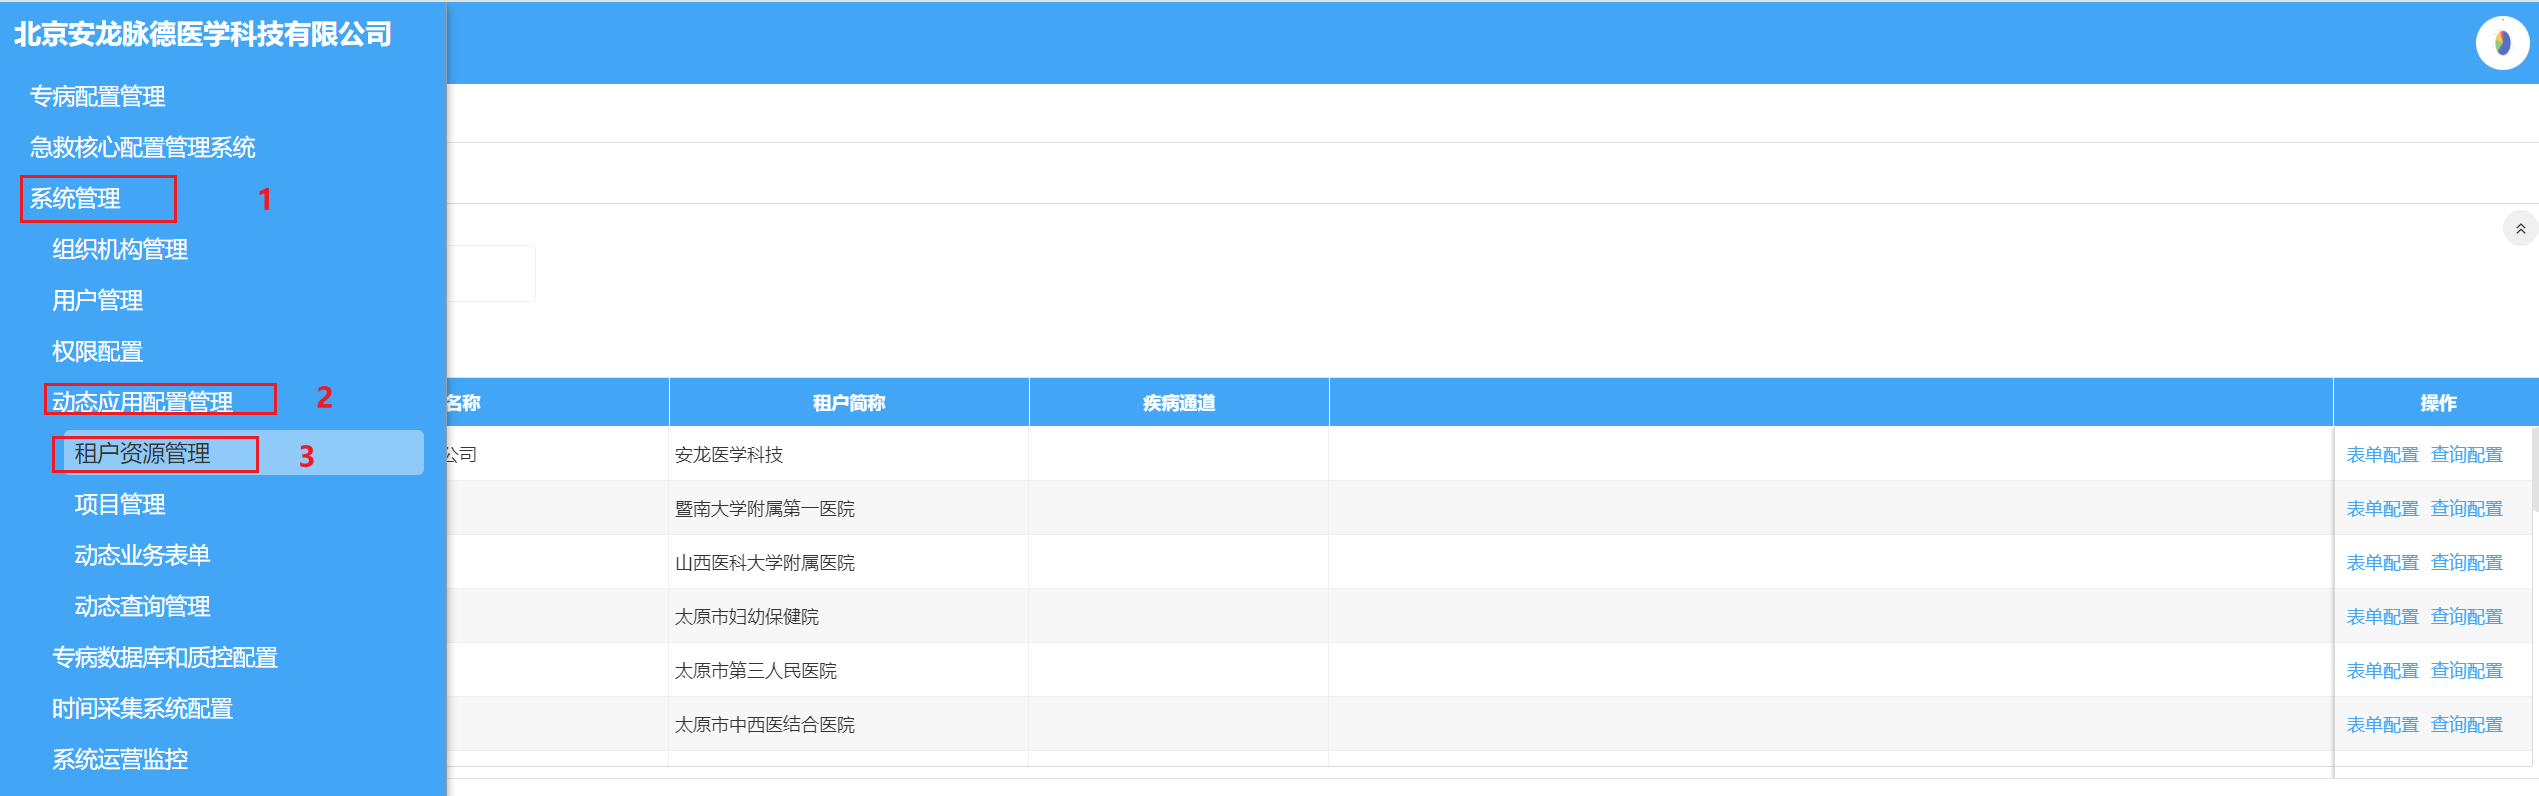 北京安龙脉德医学科技有限公司
专病配置管理
急救核心配置管理系统
系统管理 1
组织机构管理
用户管理
权限配置
动态应用配置管理 2
租户资源管理 3
项目管理
动态业务表单
动态查询管理
专病数据库和质控配置
时间采集系统配置
系统运营监控
名称 租户简称 疾病通道 操作
公司 安龙医学科技 表单配置 查询配置
暨南大学附属第一医院 表单配置 查询配置
山西医科大学附属医院 表单配置 查询配置
太原市妇幼保健院 表单配置 查询配置
太原市第三人民医院 表单配置 查询配置
太原市中西医结合医院 表单配置 查询配置